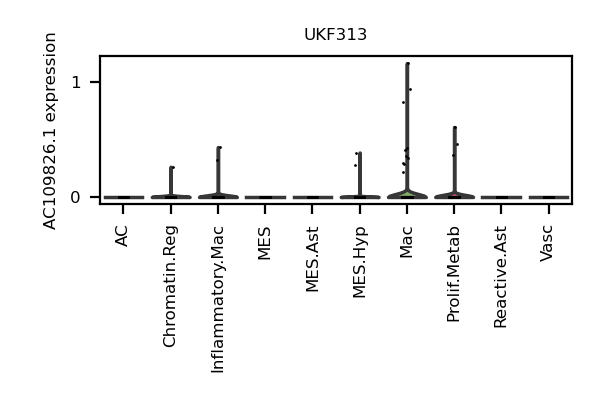 UKF313
AC109826.1 expression
1
0
AC
Chromatin.Reg
Inflammatory.Mac
MES
MES.Ast
MES.Hyp
Mac
Prolif.Metab
Reactive.Ast
Vasc